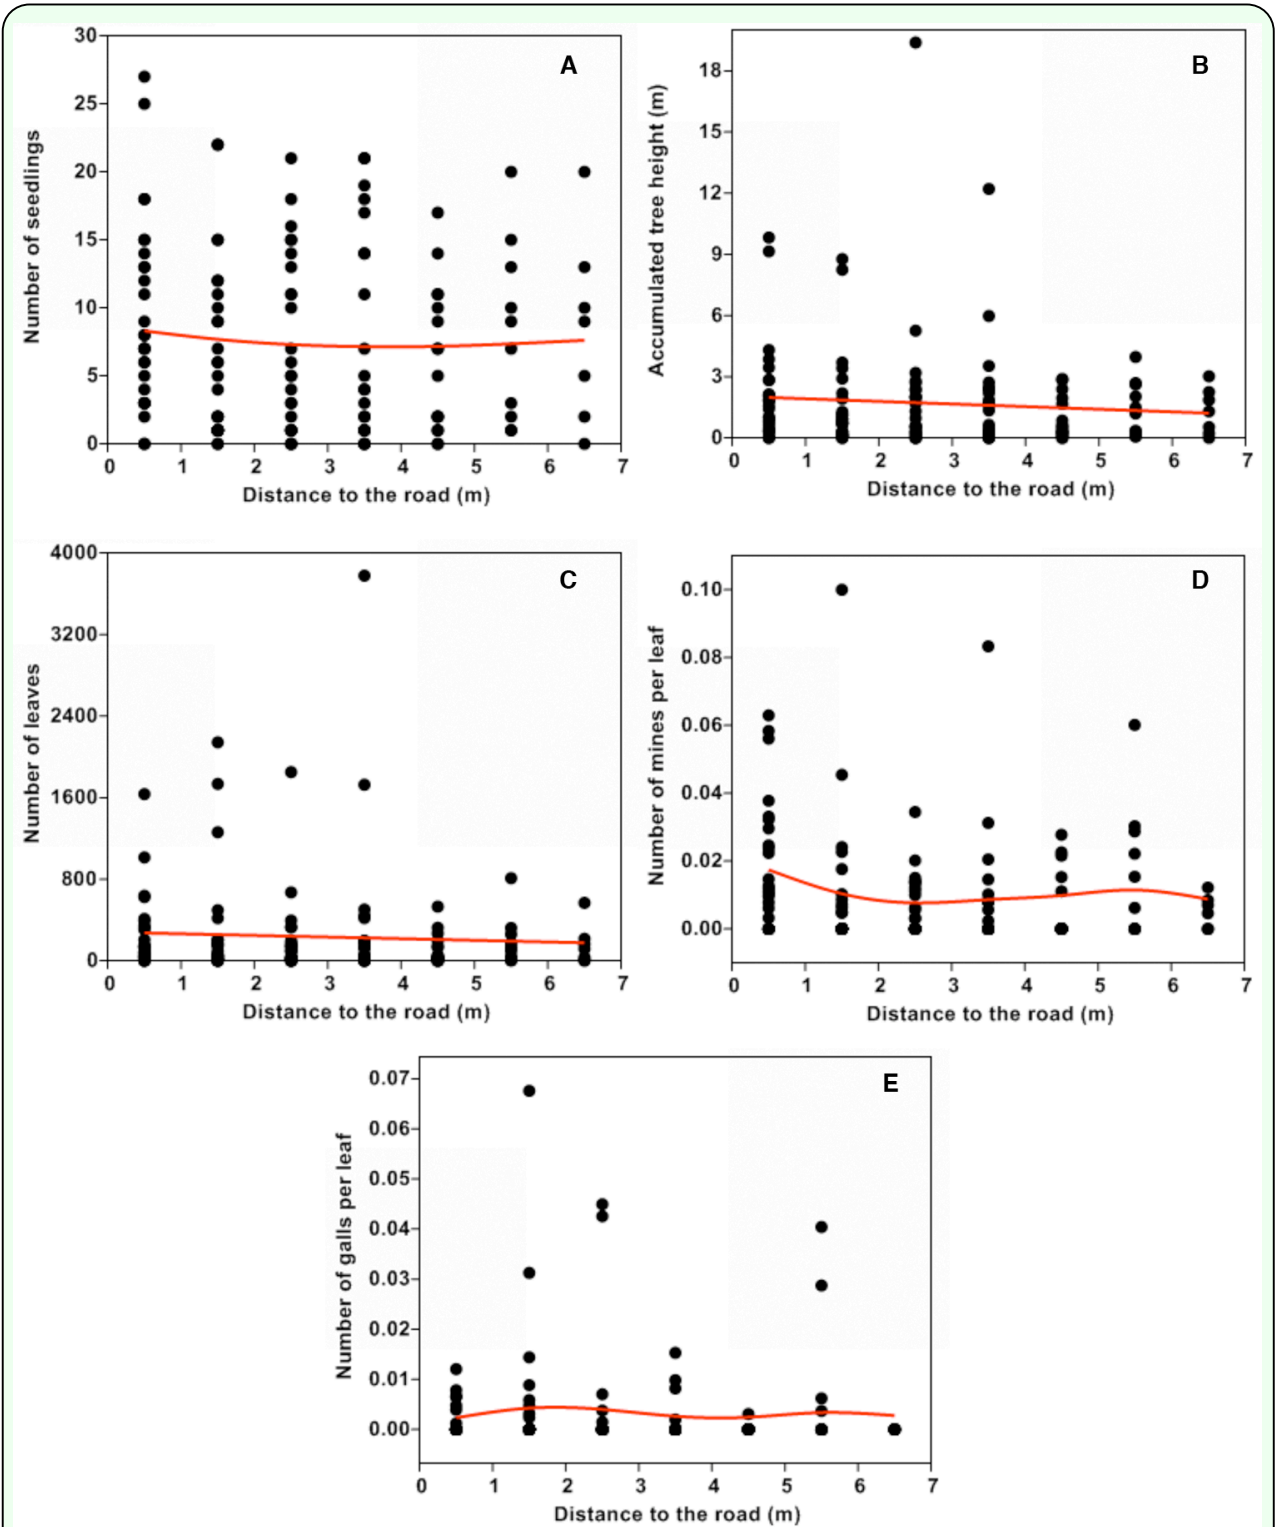 A
Number of seedlings
30
25
20
15
10
5
0
0 1 2 3 4 5 6 7
Distance to the road (m)
B
Accumulated tree height (m)
18
15
12
9
6
3
0
0 1 2 3 4 5 6 7
Distance to the road (m)
C
Number of leaves
4000
3200
2400
1600
800
0
0 1 2 3 4 5 6 7
Distance to the road (m)
D
Number of mines per leaf
0.10
0.08
0.06
0.04
0.02
0.00
0 1 2 3 4 5 6 7
Distance to the road (m)
E
Number of galls per leaf
0.07
0.06
0.05
0.04
0.03
0.02
0.01
0.00
0 1 2 3 4 5 6 7
Distance to the road (m)